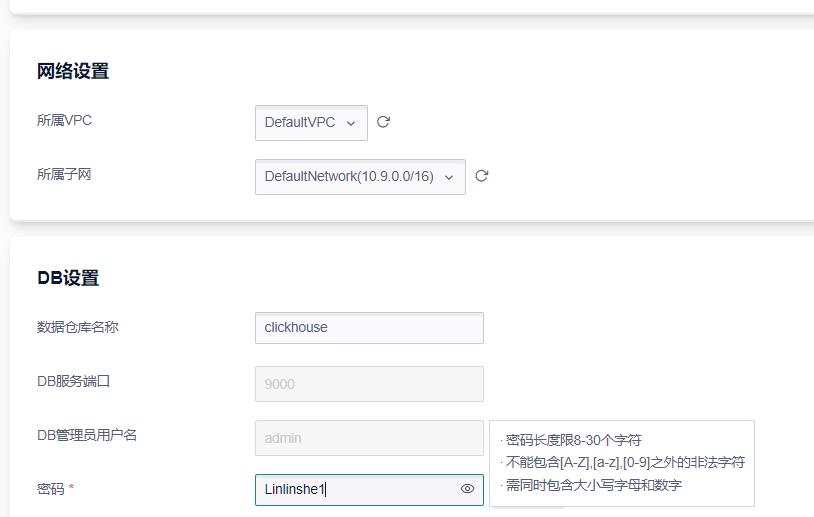 网络设置
所属VPC DefaultVPC
所属子网 DefaultNetwork(10.9.0.0/16)
DB设置
数据仓库名称 clickhouse
DB服务端口 9000
DB管理员用户名 admin
· 密码长度限8-30个字符
· 不能包含[A-Z],[a-z],[0-9]之外的非法字符
· 需同时包含大小写字母和数字
密码 * Linlinshe1